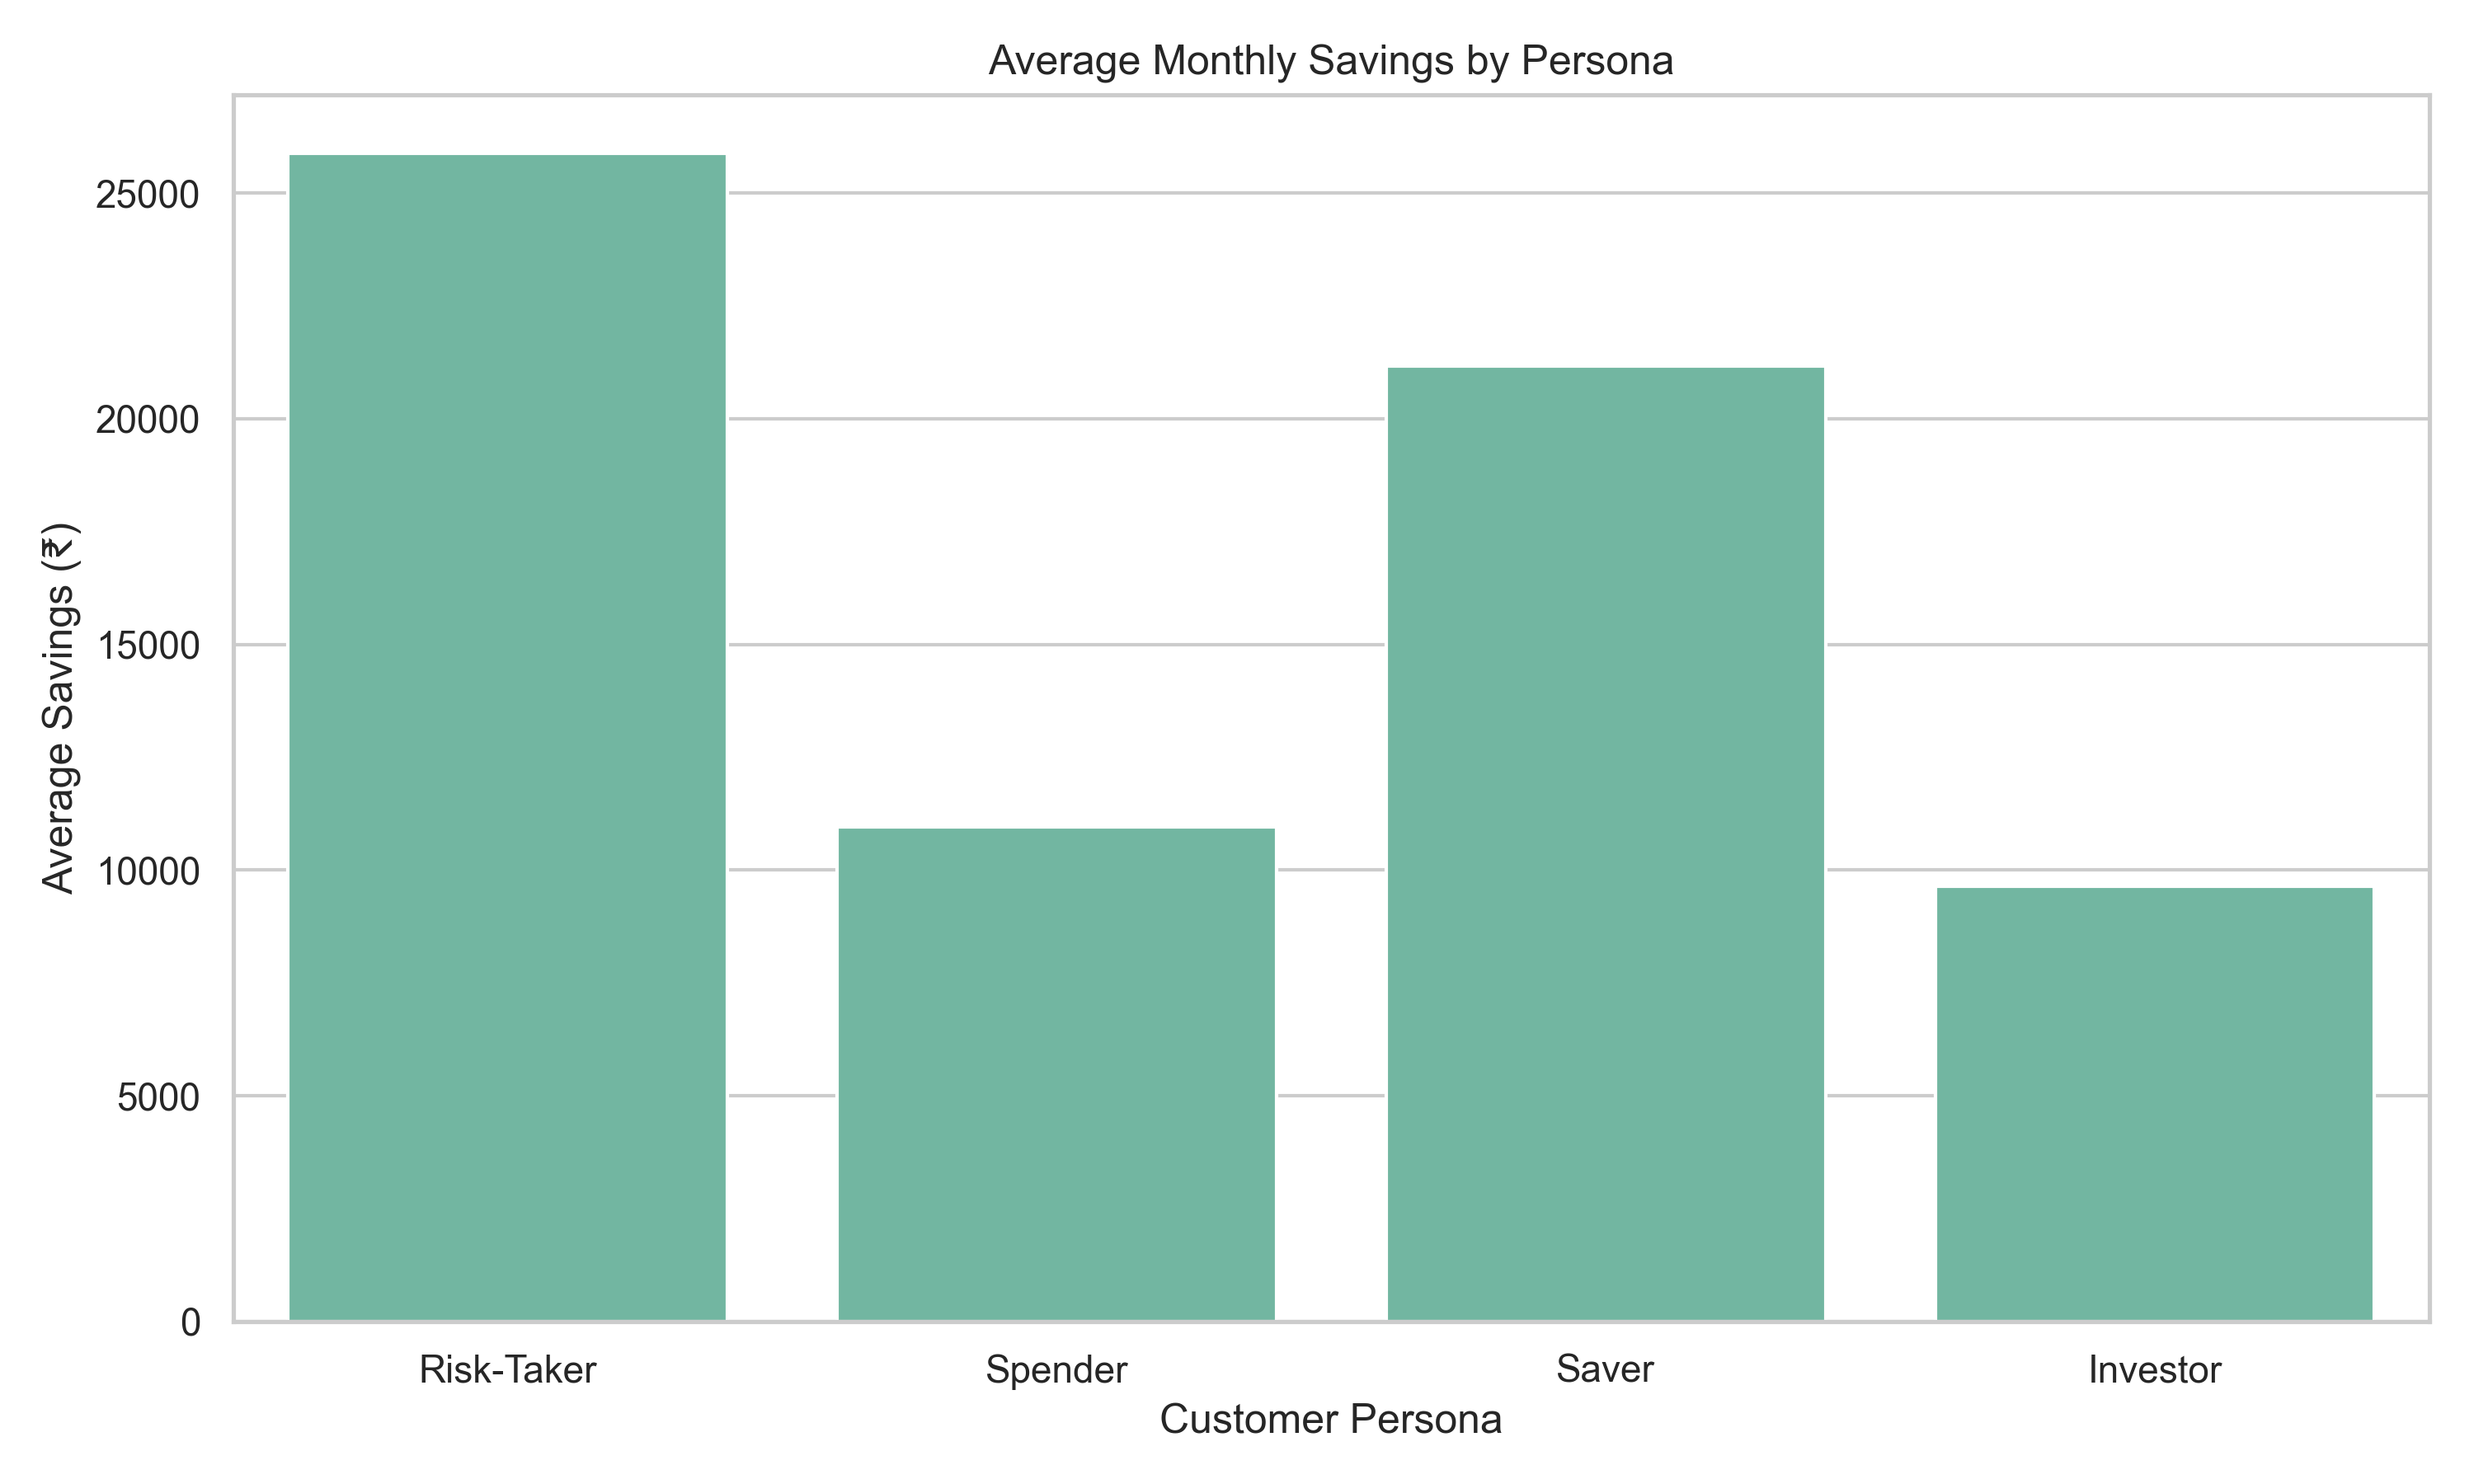 Average Monthly Savings by Persona
Average Savings (₹)
25000
20000
15000
10000
5000
0
Risk-Taker
Spender
Saver
Investor
Customer Persona